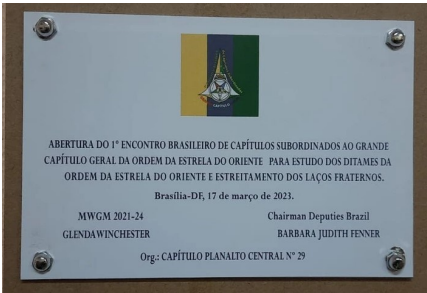 CAPÍTULO
ABERTURA DO 1º ENCONTRO BRASILEIRO DE CAPÍTULOS SUBORDINADOS AO GRANDE
CAPÍTULO GERAL DA ORDEM DA ESTRELA DO ORIENTE PARA ESTUDO DOS DITAMES DA
ORDEM DA ESTRELA DO ORIENTE E ESTREITAMENTO DOS LAÇOS FRATERNOS.
Brasília-DF, 17 de março de 2023.
MWGM 2021-24 Chairman Deputies Brazil
GLENDAWINCHESTER BARBARA JUDITH FENNER
Org.: CAPÍTULO PLANALTO CENTRAL Nº 29